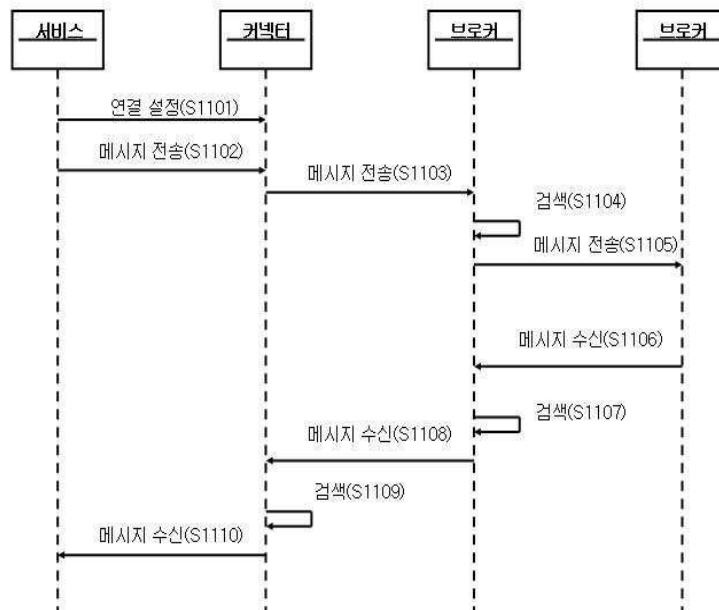 서비스
커넥터
브로커
브로커
연결 설정(S1101)
메시지 전송(S1102)
메시지 전송(S1103)
검색(S1104)
메시지 전송(S1105)
메시지 수신(S1106)
검색(S1107)
메시지 수신(S1108)
검색(S1109)
메시지 수신(S1110)